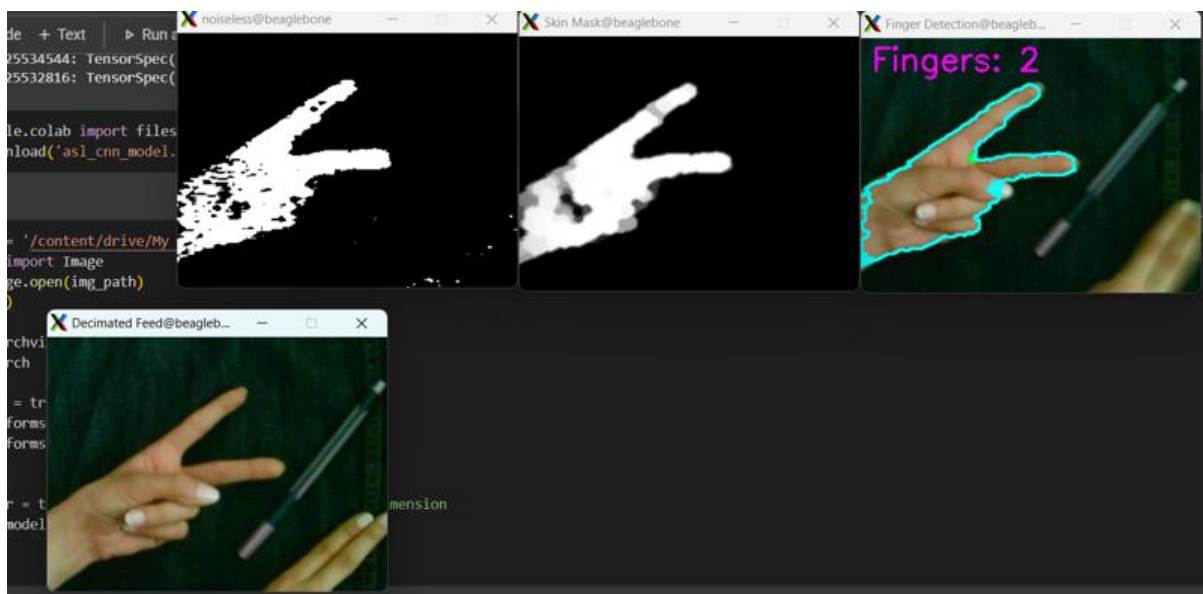 de + Text
▷ Run a
25534544: TensorSpec(
25532816: TensorSpec(
le.colab import files
nload('asl_cnn_model.
= '/content/drive/My
import Image
ge.open(img_path)
)
rchvi
rch
= tr
forms
forms
r = t
mension
model
noiseless@beaglebone
Skin Mask@beaglebone
Finger Detection@beagleb...
Fingers: 2
Decimated Feed@beagleb...